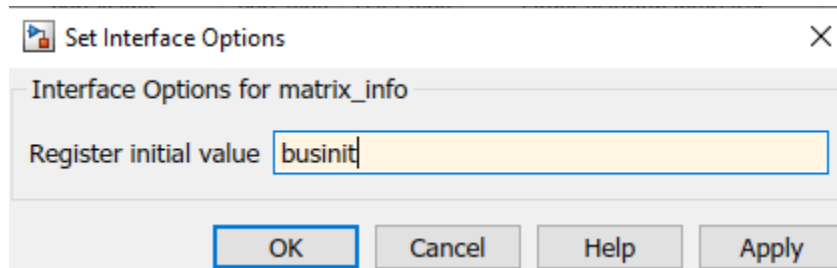 Set Interface Options
Interface Options for matrix_info
Register initial value businit
OK Cancel Help Apply